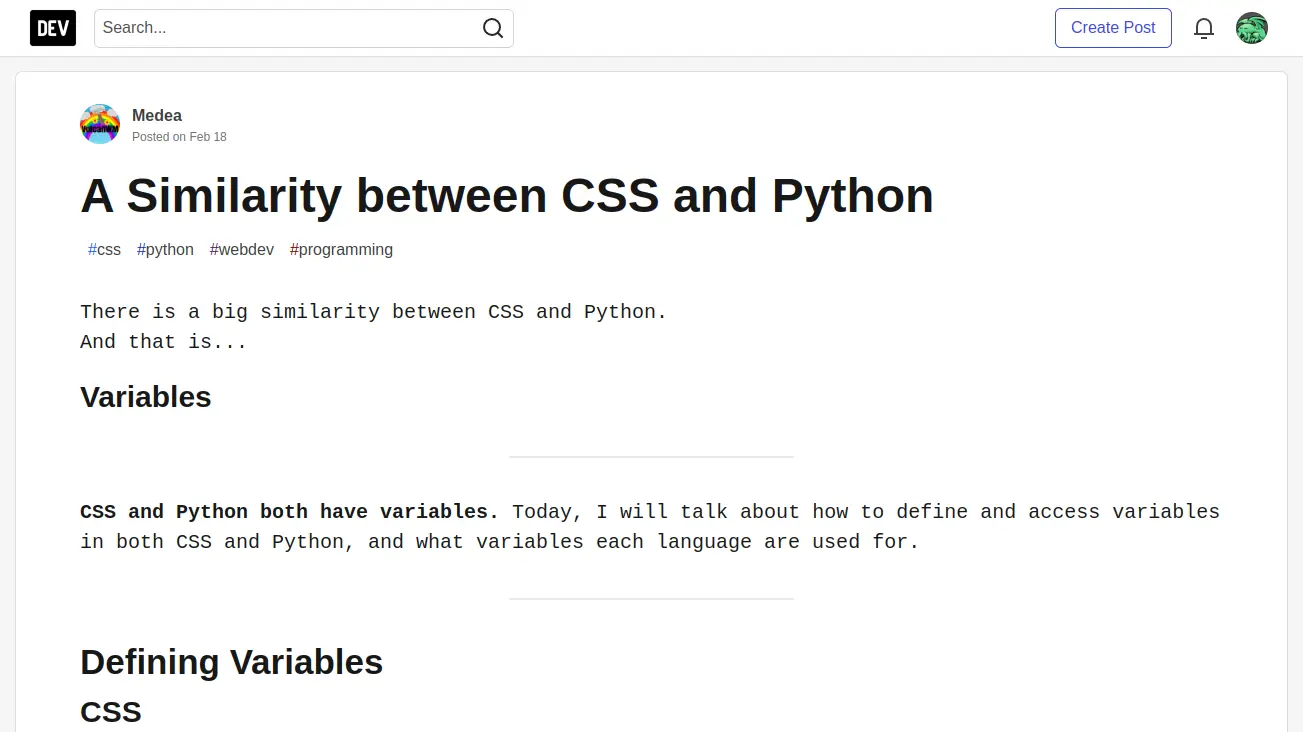 DEV
Search...
Create Post
Medea
Posted on Feb 18
A Similarity between CSS and Python
#css #python #webdev #programming
There is a big similarity between CSS and Python.
And that is...
Variables
CSS and Python both have variables. Today, I will talk about how to define and access variables
in both CSS and Python, and what variables each language are used for.
Defining Variables
CSS